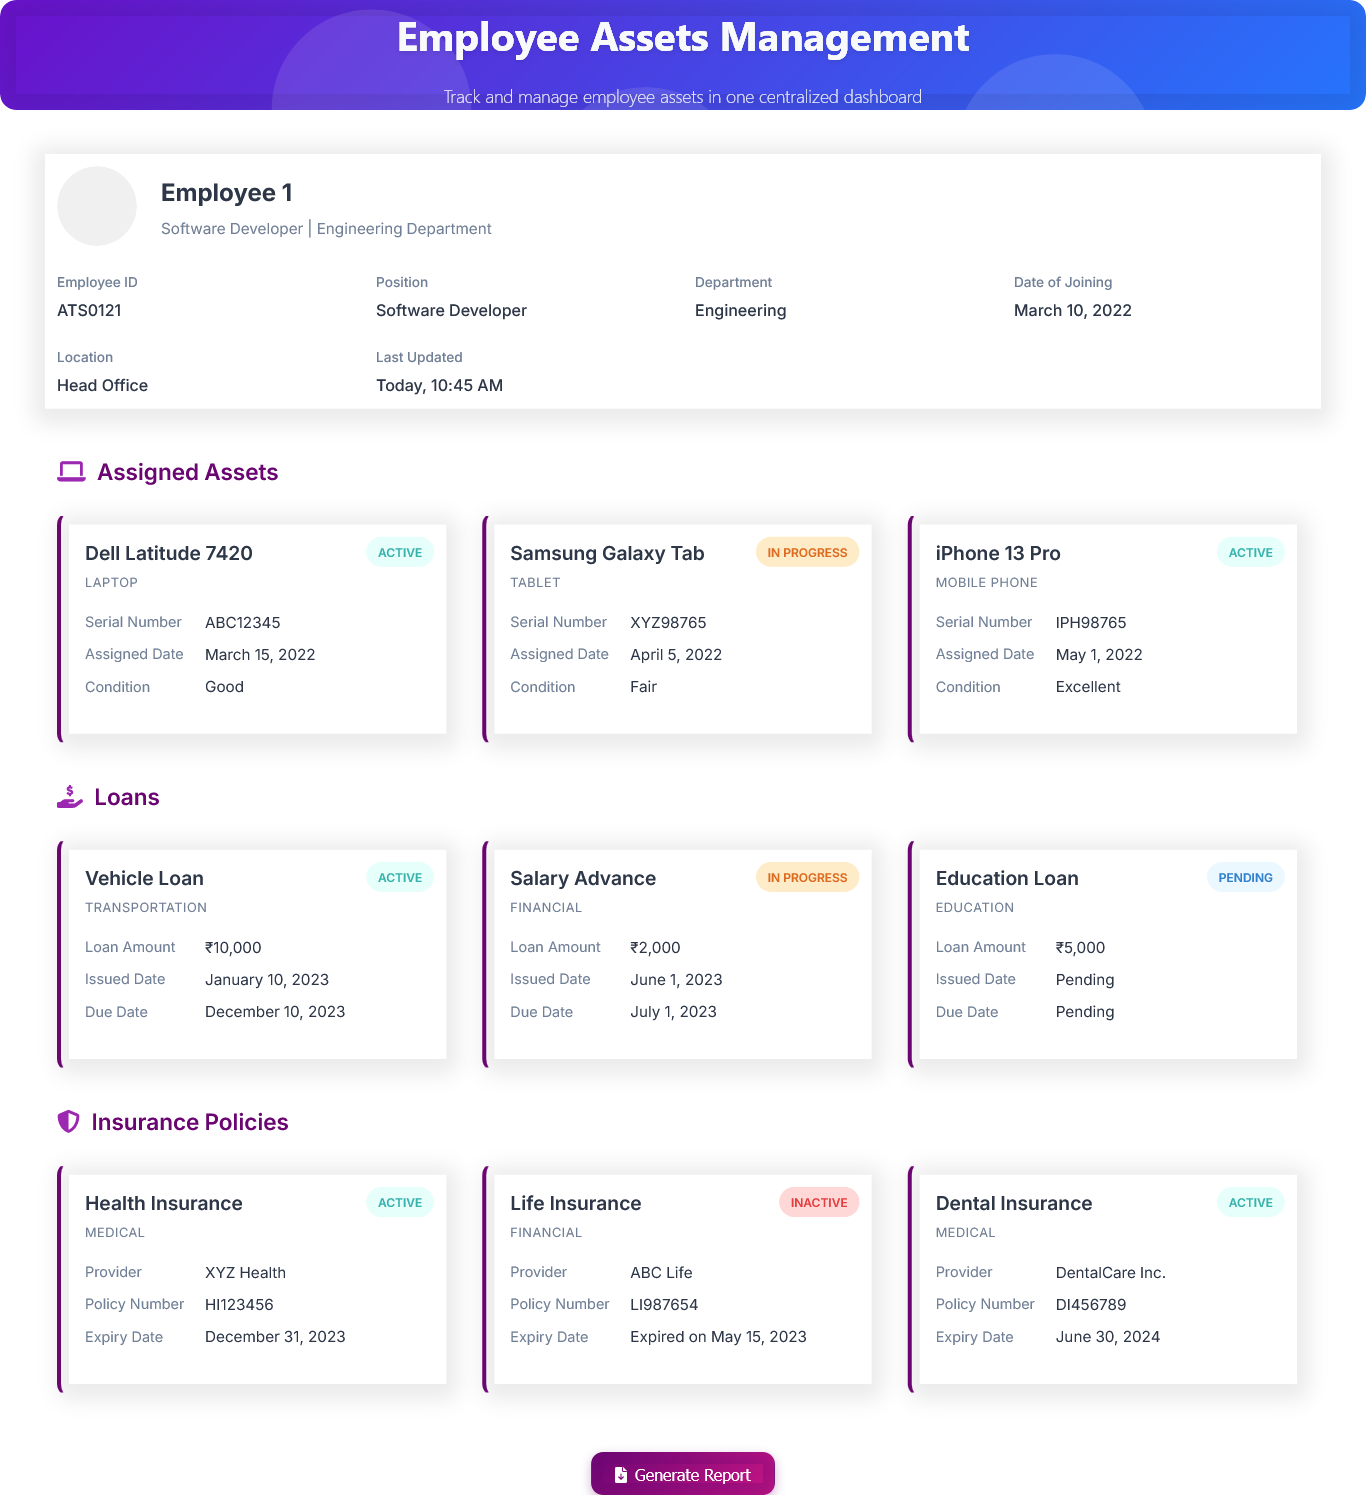 Employee Assets Management
Track and manage employee assets in one centralized dashboard
Employee 1
Software Developer | Engineering Department
Employee ID
ATS0121
Position
Software Developer
Department
Engineering
Date of Joining
March 10, 2022
Location
Head Office
Last Updated
Today, 10:45 AM
Assigned Assets
Dell Latitude 7420
ACTIVE
LAPTOP
Serial Number ABC12345
Assigned Date March 15, 2022
Condition Good
Samsung Galaxy Tab
IN PROGRESS
TABLET
Serial Number XYZ98765
Assigned Date April 5, 2022
Condition Fair
iPhone 13 Pro
ACTIVE
MOBILE PHONE
Serial Number IPH98765
Assigned Date May 1, 2022
Condition Excellent
Loans
Vehicle Loan
ACTIVE
TRANSPORTATION
Loan Amount ₹10,000
Issued Date January 10, 2023
Due Date December 10, 2023
Salary Advance
IN PROGRESS
FINANCIAL
Loan Amount ₹2,000
Issued Date June 1, 2023
Due Date July 1, 2023
Education Loan
PENDING
EDUCATION
Loan Amount ₹5,000
Issued Date Pending
Due Date Pending
Insurance Policies
Health Insurance
ACTIVE
MEDICAL
Provider XYZ Health
Policy Number HI123456
Expiry Date December 31, 2023
Life Insurance
INACTIVE
FINANCIAL
Provider ABC Life
Policy Number LI987654
Expiry Date Expired on May 15, 2023
Dental Insurance
ACTIVE
MEDICAL
Provider DentalCare Inc.
Policy Number DI456789
Expiry Date June 30, 2024
Generate Report